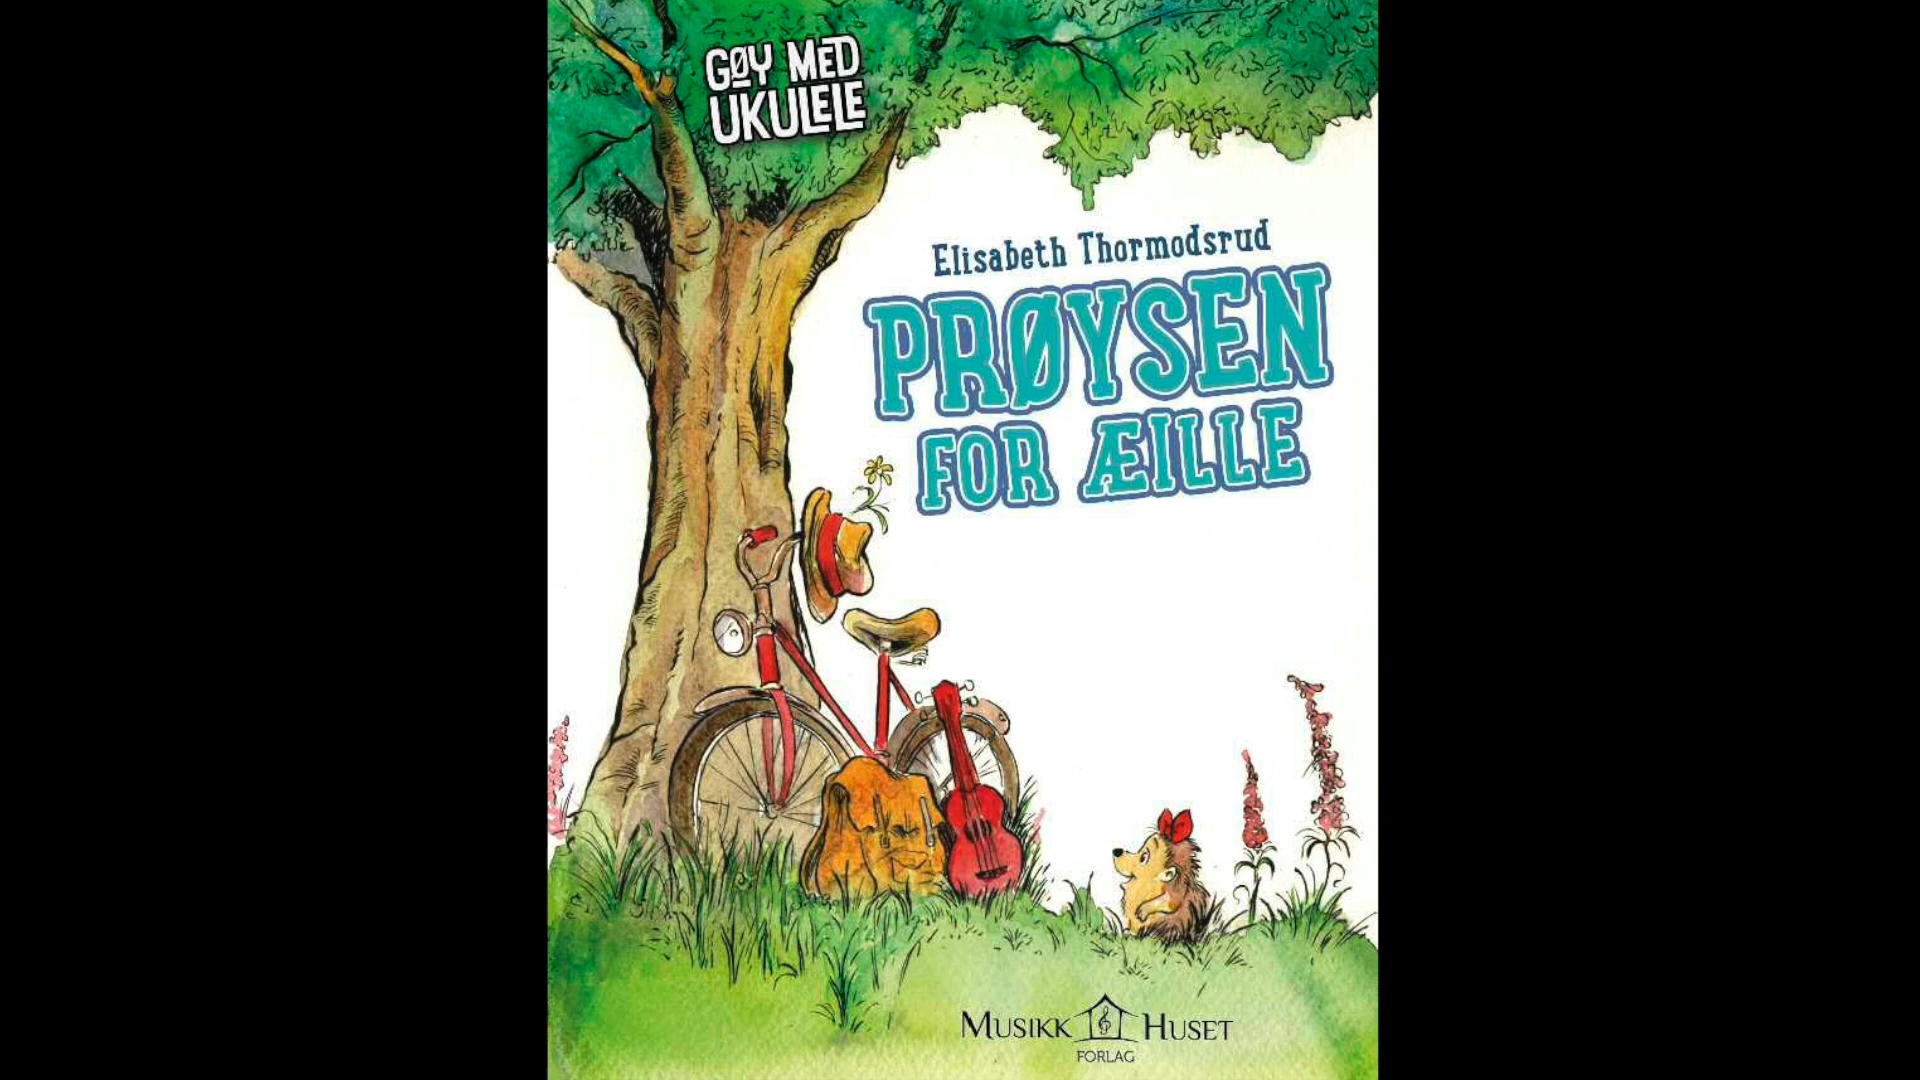 GØY MED
UKULELE
Elisabeth Thormodsrud
PRØYSEN
FOR ÆILLE
MUSIKK HUSET
FORLAG